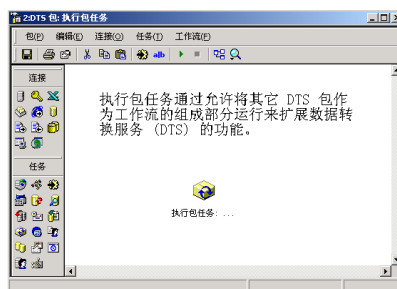 2:DTS 包: 执行包任务
包(P) 编辑(E) 连接(O) 任务(T) 工作流(F)
alb
连接
执行包任务通过允许将其它 DTS 包作
为工作流的组成部分运行来扩展数据转
换服务 (DTS) 的功能。
任务
执行包任务: ...